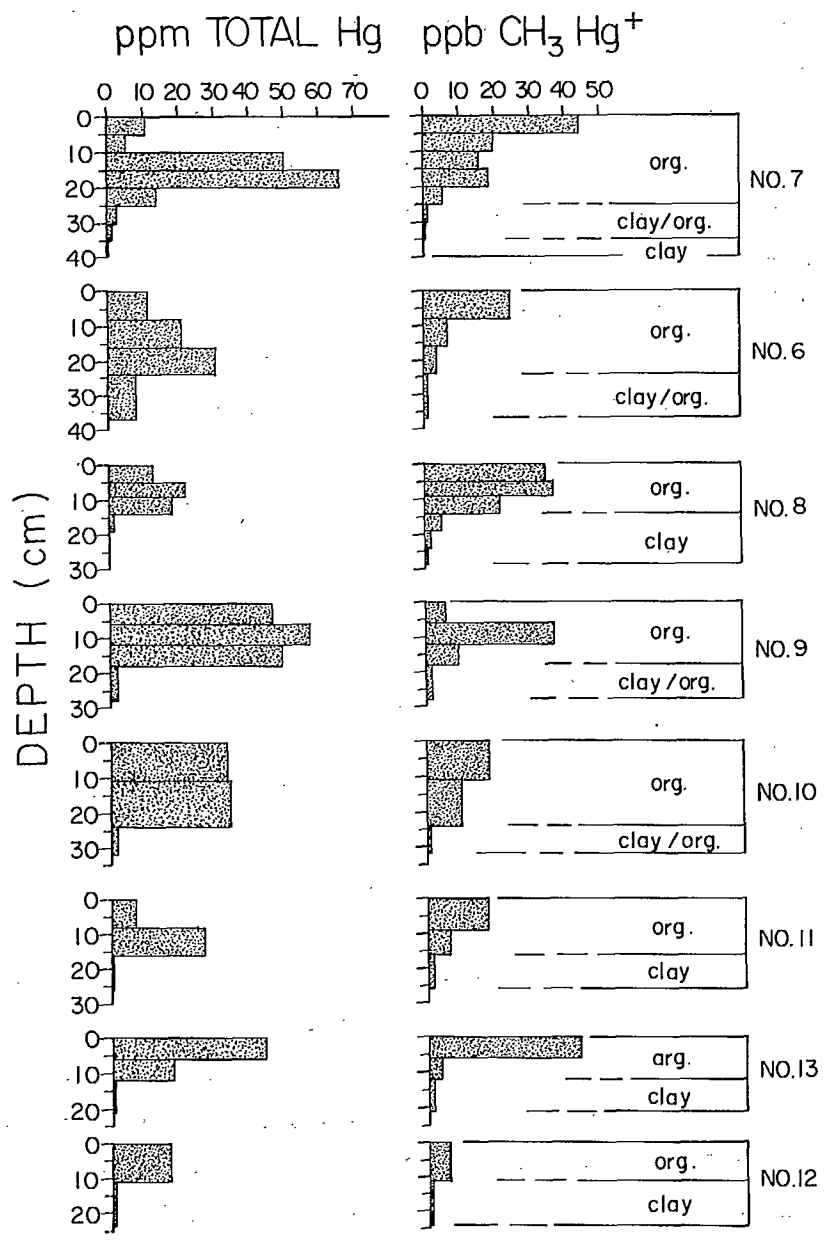 ppm TOTAL Hg ppb CH₃ Hg⁺
0 10 20 30 40 50 60 70 0 10 20 30 40 50
DEPTH (cm)
0
10
20
30
40
org.
clay/org.
clay
NO.7
0
10
20
30
40
org.
clay/org.
NO.6
0
10
20
30
org.
clay
NO.8
0
10
20
30
org.
clay/org.
NO.9
0
10
20
30
org.
clay/org.
NO.10
0
10
20
30
org.
clay
NO.11
0
10
20
arg.
clay
NO.13
0
10
20
org.
clay
NO.12